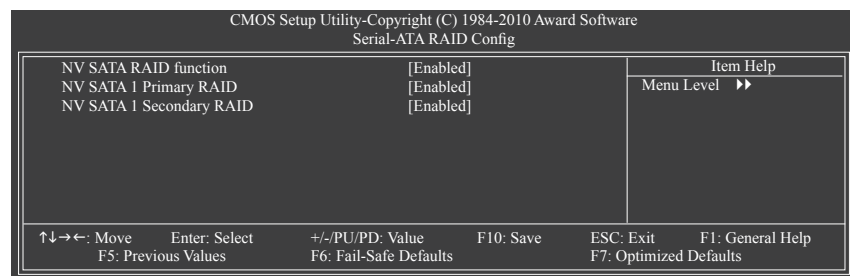 CMOS Setup Utility-Copyright (C) 1984-2010 Award Software
Serial-ATA RAID Config
NV SATA RAID function [Enabled]
NV SATA 1 Primary RAID [Enabled]
NV SATA 1 Secondary RAID [Enabled]
Item Help
Menu Level ▶▶
↑↓→←: Move Enter: Select +/-/PU/PD: Value F10: Save ESC: Exit F1: General Help
F5: Previous Values F6: Fail-Safe Defaults F7: Optimized Defaults